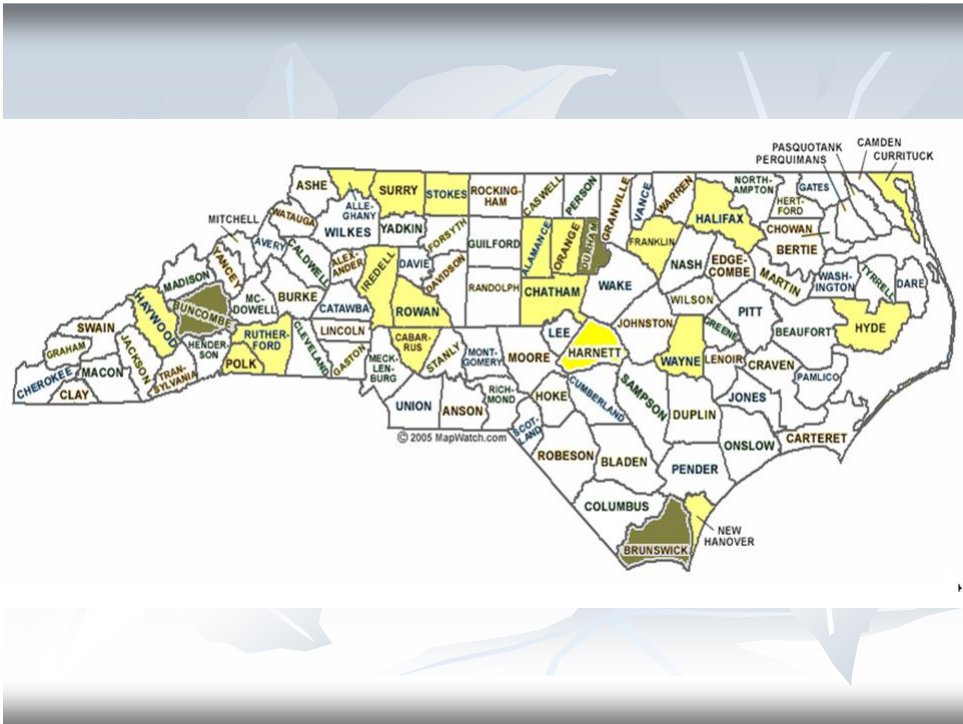 CAMDEN
PASQUOTANK
CURRITUCK
PERQUIMANS
ASHE
ALLE-
GHANY
SURRY
STOKES
ROCKING-
HAM
CASWELL
PERSON
GRANVILLE
VANCE
WARREN
NORTH-
AMPTON
GATES
HERT-
FORD
HALIFAX
MITCHELL
WATAUGA
WILKES
YADKIN
FORSYTH
GUILFORD
ALAMANCE
ORANGE
DURHAM
FRANKLIN
CHOWAN
BERTIE
AVERY
CALDWELL
ALEX-
ANDER
IREDELL
DAVIE
DAVIDSON
RANDOLPH
CHATHAM
WAKE
NASH
EDGE-
COMBE
MARTIN
WASH-
INGTON
TYRRELL
DARE
MADISON
YANCEY
HAYWOOD
BUNCOMBE
MC-
DOWELL
BURKE
CATAWBA
ROWAN
WILSON
PITT
BEAUFORT
HYDE
SWAIN
GRAHAM
JACKSON
HENDER-
SON
RUTHER-
FORD
POLK
CLEVELAND
LINCOLN
GASTON
CABAR-
RUS
STANLY
MONT-
GOMERY
MOORE
LEE
HARNETT
JOHNSTON
WAYNE
GREENE
LENOIR
CRAVEN
PAMLICO
CHEROKEE
CLAY
MACON
TRAN-
SYLVANIA
MECK-
LEN-
BURG
UNION
ANSON
RICH-
MOND
SCOT-
LAND
HOKE
CUMBERLAND
SAMPSON
DUPLIN
JONES
ONSLOW
CARTERET
© 2005 MapWatch.com
ROBESON
BLADEN
PENDER
COLUMBUS
BRUNSWICK
NEW
HANOVER